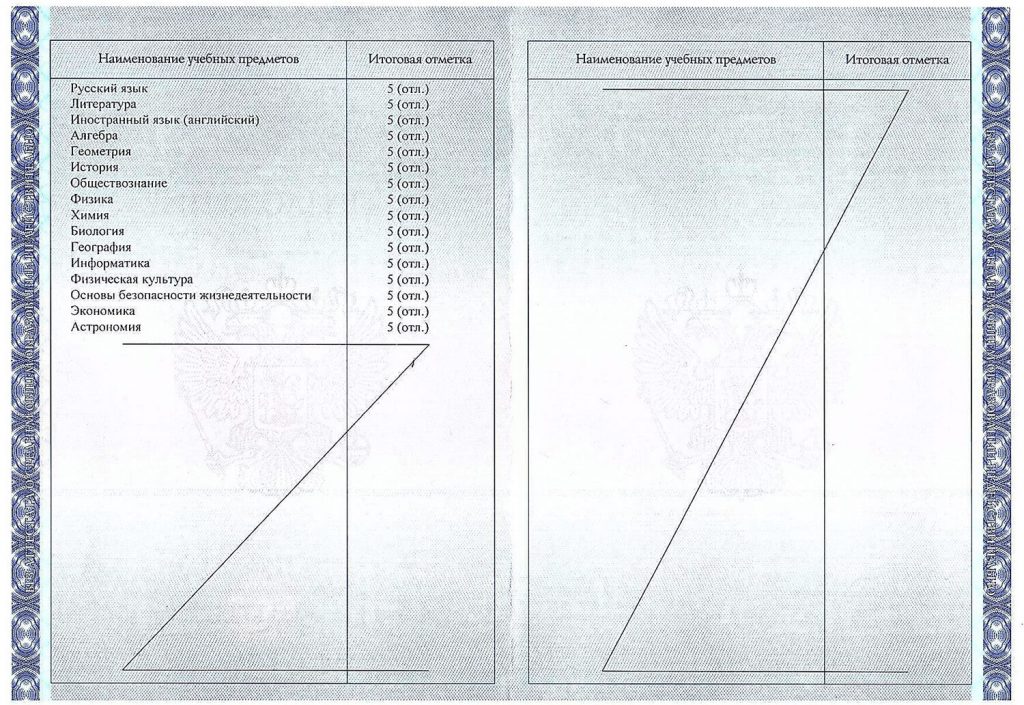 Наименование учебных предметов Итоговая отметка
Русский язык 5 (отл.)
Литература 5 (отл.)
Иностранный язык (английский) 5 (отл.)
Алгебра 5 (отл.)
Геометрия 5 (отл.)
История 5 (отл.)
Обществознание 5 (отл.)
Физика 5 (отл.)
Химия 5 (отл.)
Биология 5 (отл.)
География 5 (отл.)
Информатика 5 (отл.)
Физическая культура 5 (отл.)
Основы безопасности жизнедеятельности 5 (отл.)
Экономика 5 (отл.)
Астрономия 5 (отл.)
Наименование учебных предметов Итоговая отметка